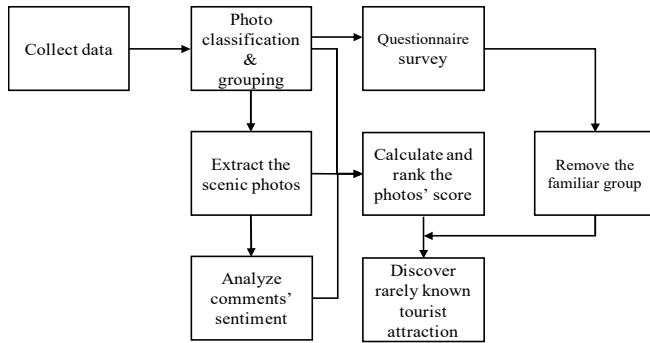 Collect data
Photo
classification
&
grouping
Questionnaire
survey
Extract the
scenic photos
Calculate and
rank the
photos' score
Remove the
familiar group
Analyze
comments'
sentiment
Discover
rarely known
tourist
attraction